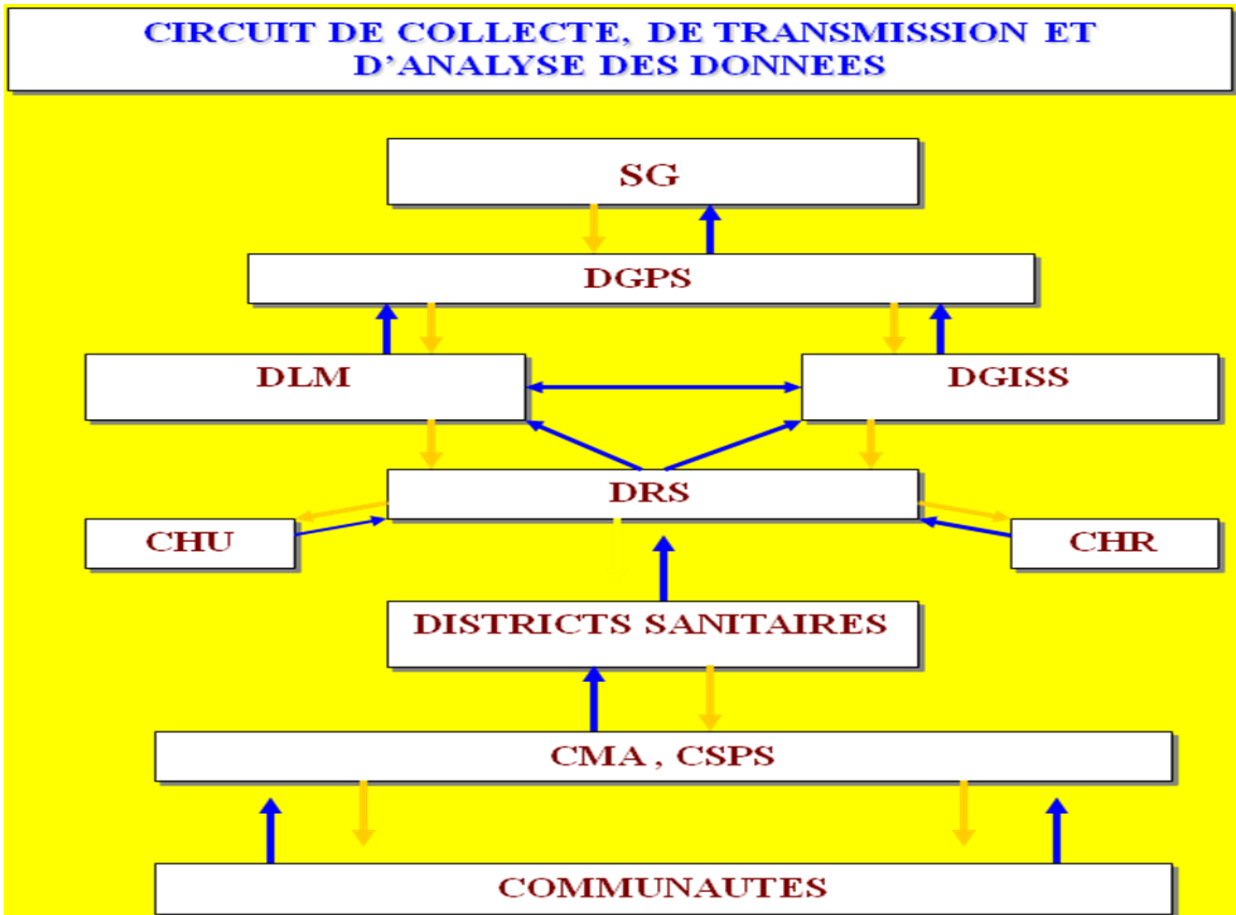 CIRCUIT DE COLLECTE, DE TRANSMISSION ET
D'ANALYSE DES DONNEES
SG
DGPS
DLM
DGISS
DRS
CHU
CHR
DISTRICTS SANITAIRES
CMA , CSPS
COMMUNAUTES